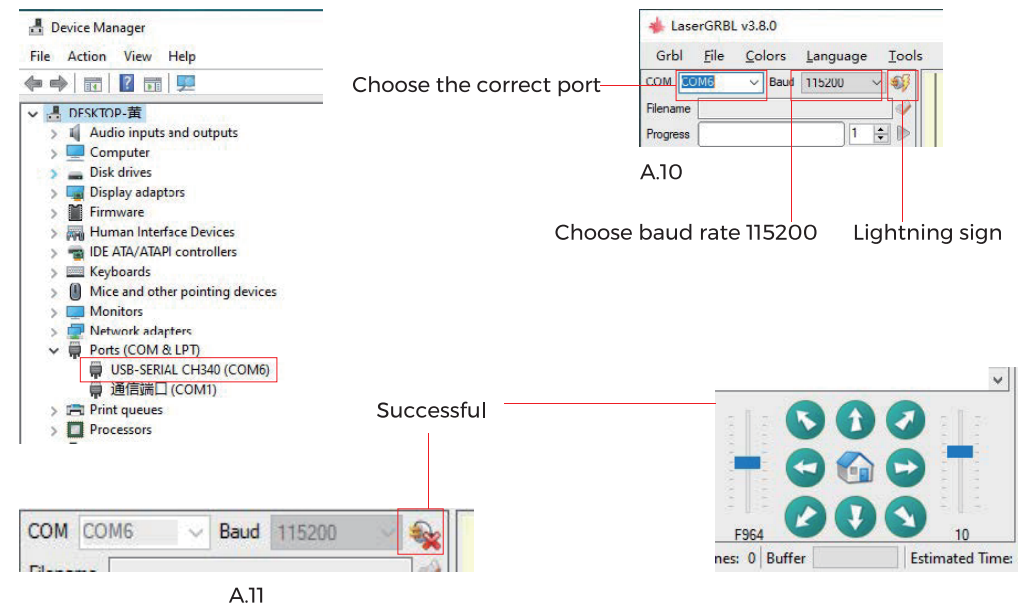 Device Manager
File Action View Help
DESKTOP-黄
Audio inputs and outputs
Computer
Disk drives
Display adaptors
Firmware
Human Interface Devices
IDE ATA/ATAPI controllers
Keyboards
Mice and other pointing devices
Monitors
Network adapters
Ports (COM & LPT)
USB-SERIAL CH340 (COM6)
通信端口 (COM1)
Print queues
Processors
Choose the correct port
LaserGRBL v3.8.0
Grbl File Colors Language Tools
COM COM6 Baud 115200
Filename
Progress 1
A.10
Choose baud rate 115200
Lightning sign
Successful
COM COM6 Baud 115200
Filename
A.11
F964 10
nes: 0 Buffer Estimated Time: